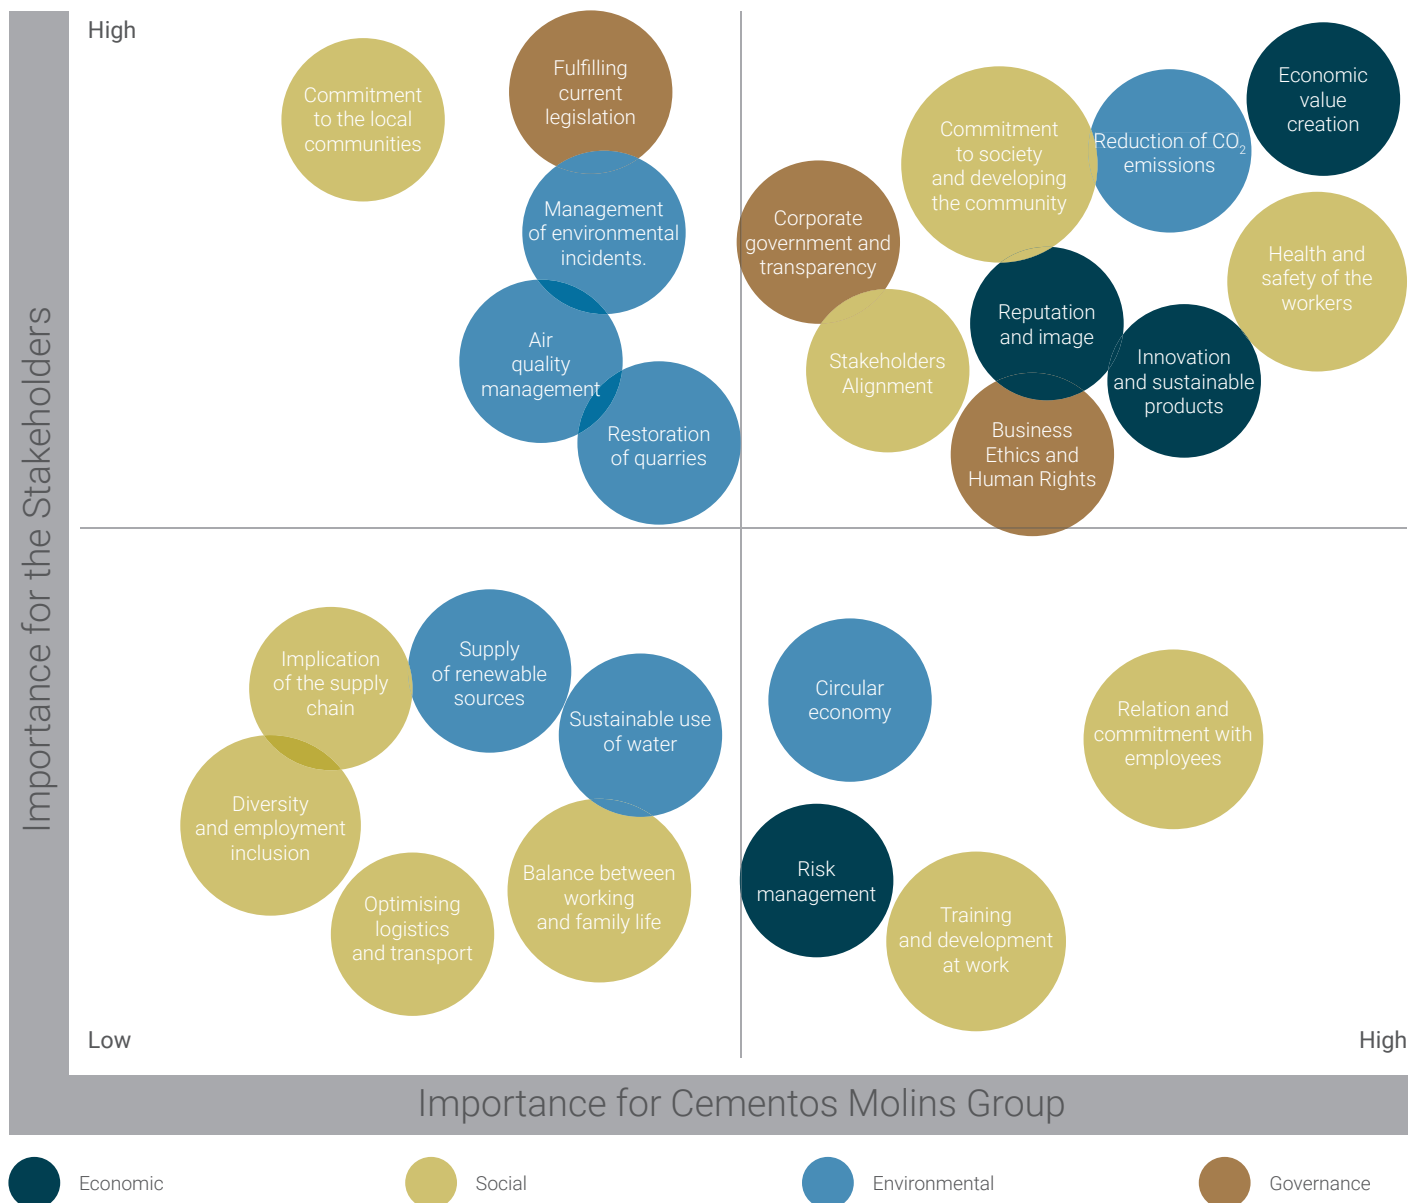 High
Commitment
to the local
communities
Fulfilling
current
legislation
Management
of environmental
incidents.
Air
quality
management
Restoration
of quarries
Corporate
government and
transparency
Commitment
to society
and developing
the community
Reduction of CO₂
emissions
Economic
value
creation
Health and
safety of the
workers
Reputation
and image
Innovation
and sustainable
products
Stakeholders
Alignment
Business
Ethics and
Human Rights
Importance for the Stakeholders
Implication
of the supply
chain
Supply
of renewable
sources
Sustainable use
of water
Diversity
and employment
inclusion
Optimising
logistics
and transport
Balance between
working
and family life
Circular
economy
Relation and
commitment with
employees
Risk
management
Training
and development
at work
Low
High
Importance for Cementos Molins Group
Economic
Social
Environmental
Governance